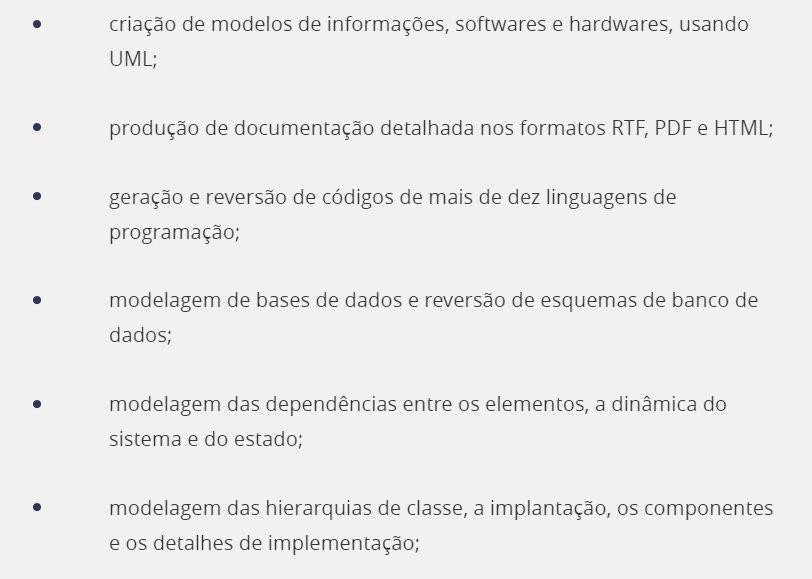 • criação de modelos de informações, softwares e hardwares, usando
UML;
• produção de documentação detalhada nos formatos RTF, PDF e HTML;
• geração e reversão de códigos de mais de dez linguagens de
programação;
• modelagem de bases de dados e reversão de esquemas de banco de
dados;
• modelagem das dependências entre os elementos, a dinâmica do
sistema e do estado;
• modelagem das hierarquias de classe, a implantação, os componentes
e os detalhes de implementação;